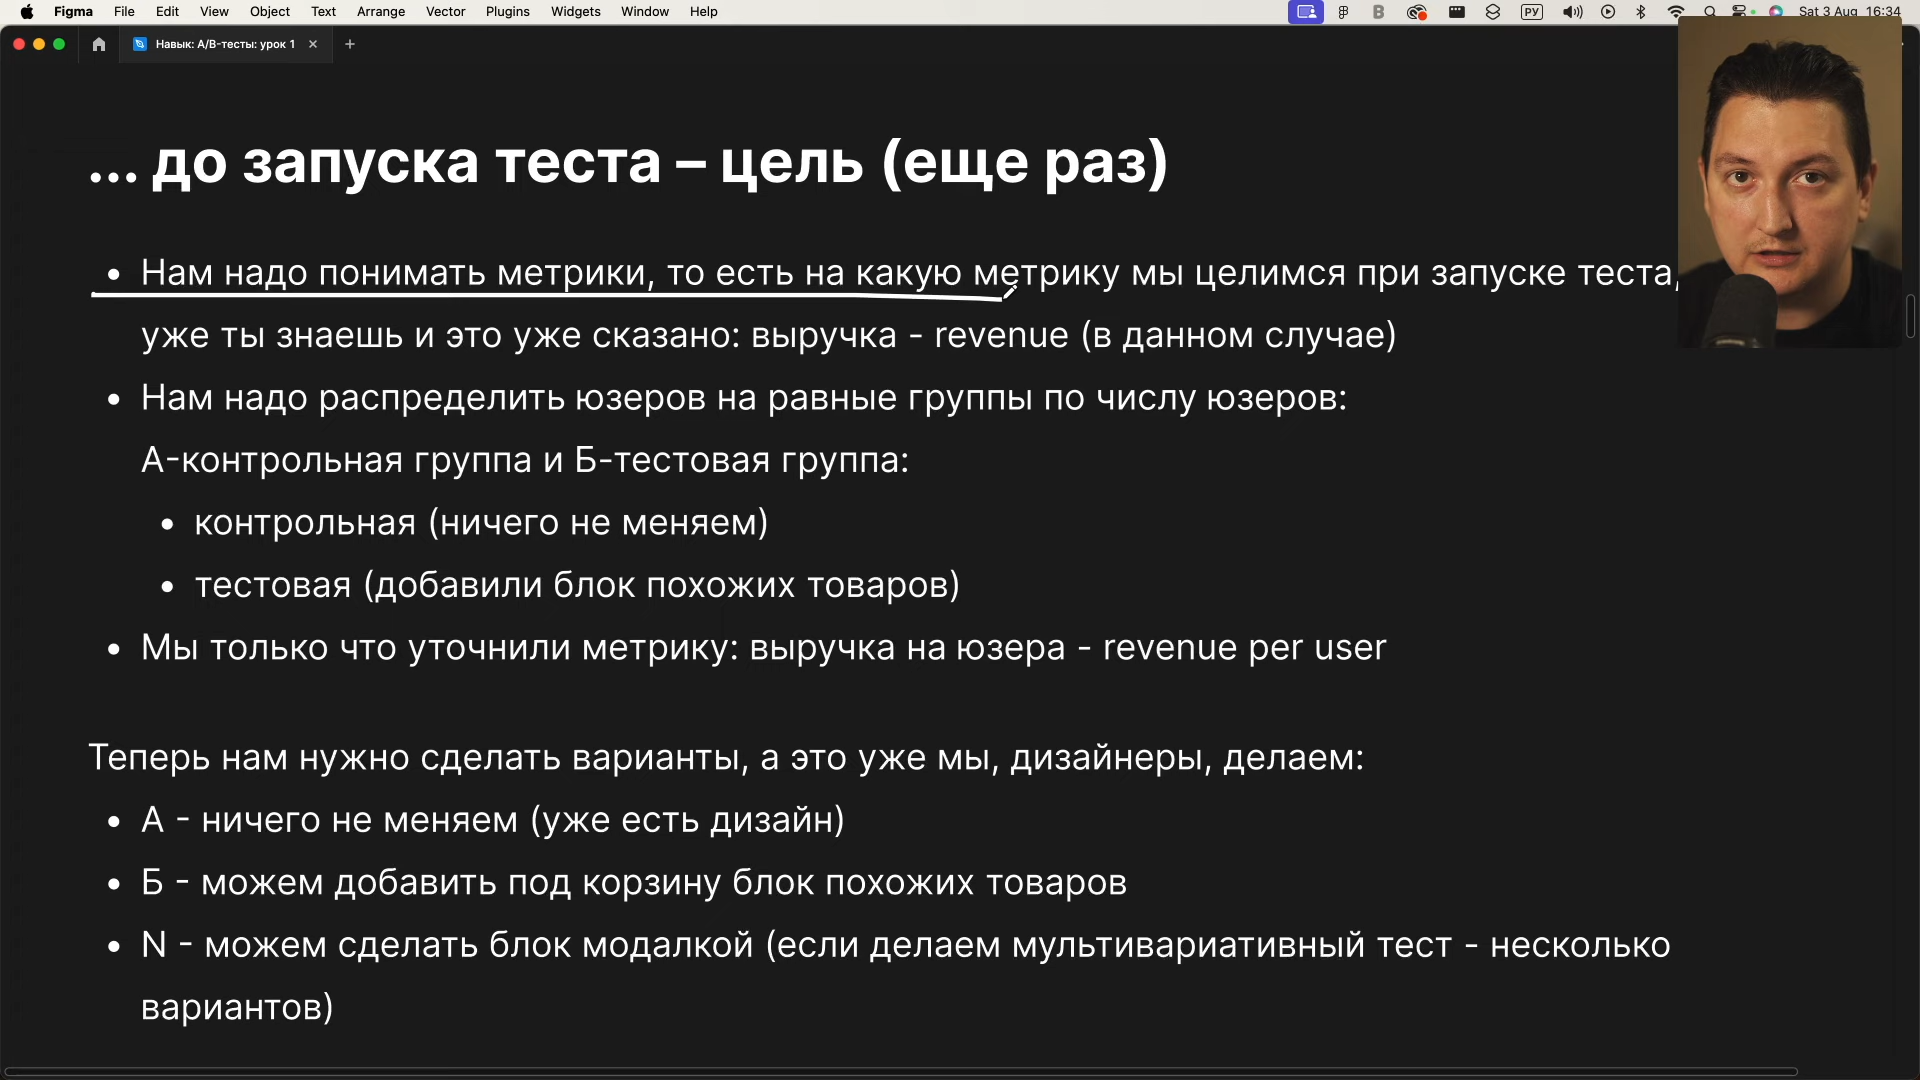 Figma File Edit View Object Text Arrange Vector Plugins Widgets Window Help РУ Sat 3 Aug 16:34
Навык: A/B-тесты: урок 1
... до запуска теста – цель (еще раз)
• Нам надо понимать метрики, то есть на какую метрику мы целимся при запуске теста,
уже ты знаешь и это уже сказано: выручка - revenue (в данном случае)
• Нам надо распределить юзеров на равные группы по числу юзеров:
А-контрольная группа и Б-тестовая группа:
• контрольная (ничего не меняем)
• тестовая (добавили блок похожих товаров)
• Мы только что уточнили метрику: выручка на юзера - revenue per user
Теперь нам нужно сделать варианты, а это уже мы, дизайнеры, делаем:
• А - ничего не меняем (уже есть дизайн)
• Б - можем добавить под корзину блок похожих товаров
• N - можем сделать блок модалкой (если делаем мультивариативный тест - несколько
вариантов)